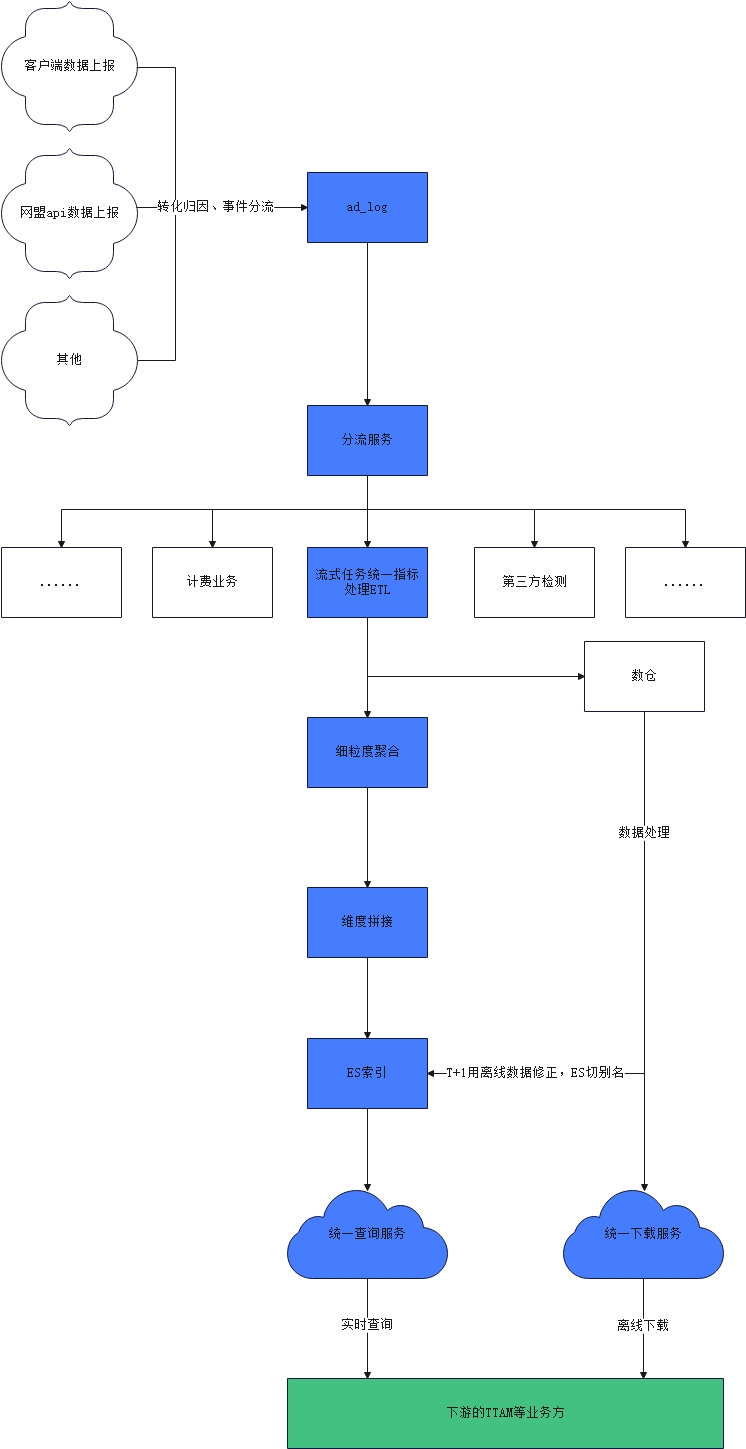 客户端数据上报
网盟api数据上报
转化归因、事件分流
ad_log
其他
分流服务
......
计费业务
流式任务统一指标
处理ETL
第三方检测
......
数仓
细粒度聚合
数据处理
维度拼接
ES索引
T+1用离线数据修正，ES切别名
统一查询服务
统一下载服务
实时查询
离线下载
下游的TTAM等业务方